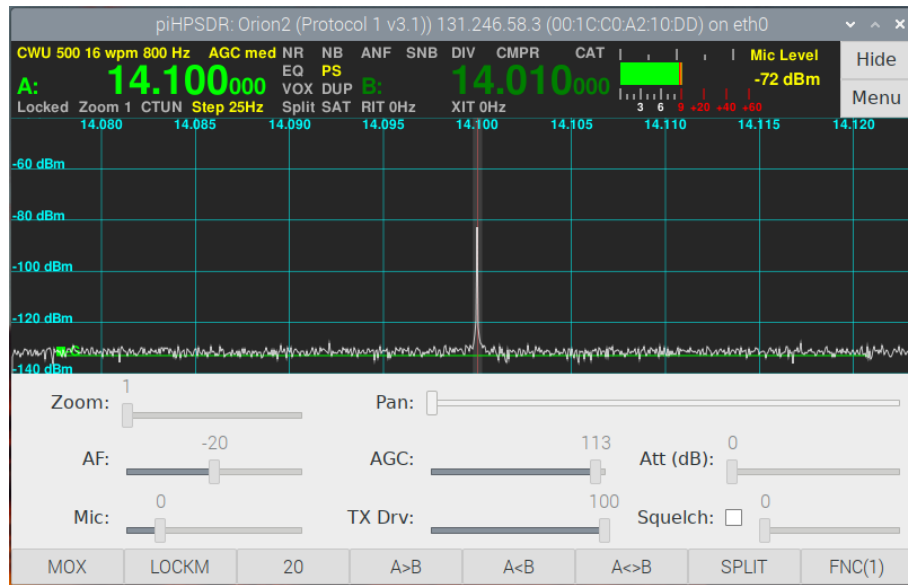 piHPSDR: Orion2 (Protocol 1 v3.1)) 131.246.58.3 (00:1C:C0:A2:10:DD) on eth0
CWU 500 16 wpm 800 Hz AGC med NR NB ANF SNB DIV CMPR CAT Mic Level Hide
A: 14.100000 EQ PS B: 14.010000 -72 dBm
VOX DUP
Locked Zoom 1 CTUN Step 25Hz Split SAT RIT 0Hz XIT 0Hz 3 6 9 +20 +40 +60 Menu
14.080 14.085 14.090 14.095 14.100 14.105 14.110 14.115 14.120
-60 dBm
-80 dBm
-100 dBm
-120 dBm
-140 dBm
Zoom: 1 Pan:
AF: -20 AGC: 113 Att (dB): 0
Mic: 0 TX Drv: 100 Squelch: 0
MOX LOCKM 20 A>B A<B A<>B SPLIT FNC(1)